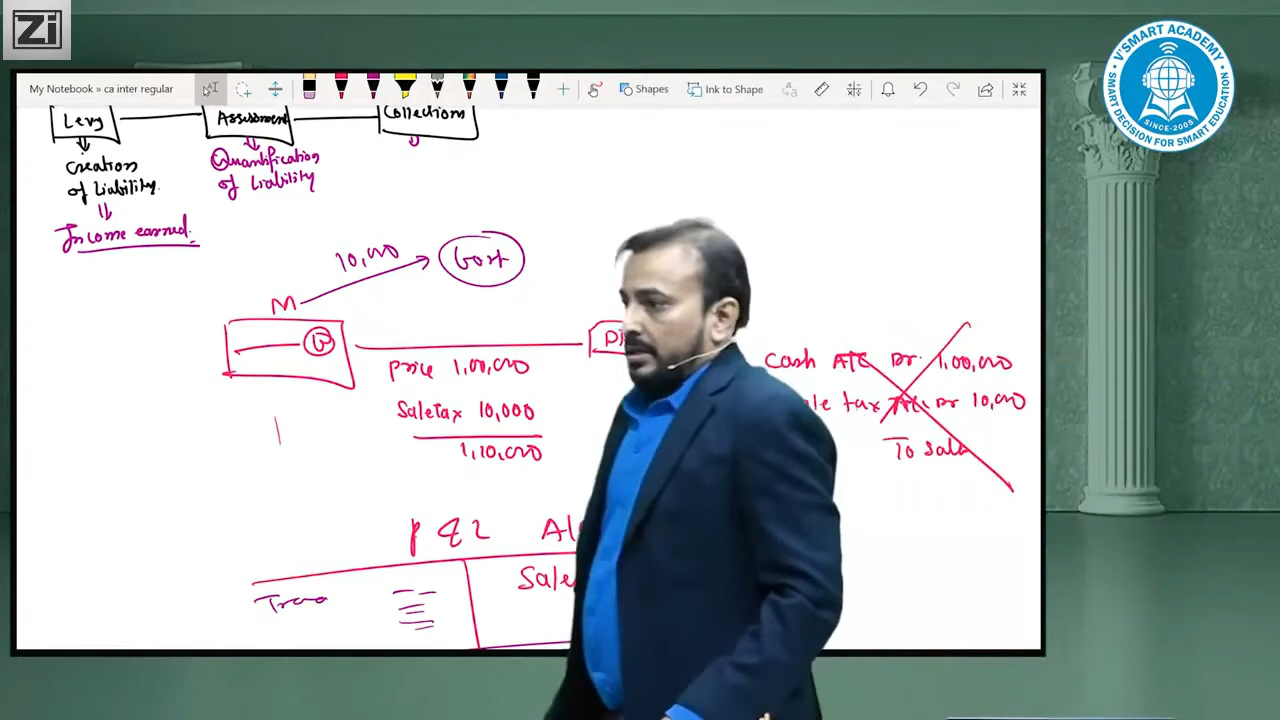 Zi
V'SMART ACADEMY
SMART DECISION FOR SMART EDUCATION
SINCE-2005
My Notebook » ca inter regular
Shapes
Ink to Shape
Levy
Assessment
Collections
Creation
of Liability
Quantification
of Liability
Income earned.
10,000
Govt
M
Price 1,00,000
Saletax 10,000
1,10,000
Cash A/C Dr. 1,00,000
le tax A/C Dr 10,000
To sale
P & L A/c
Sale